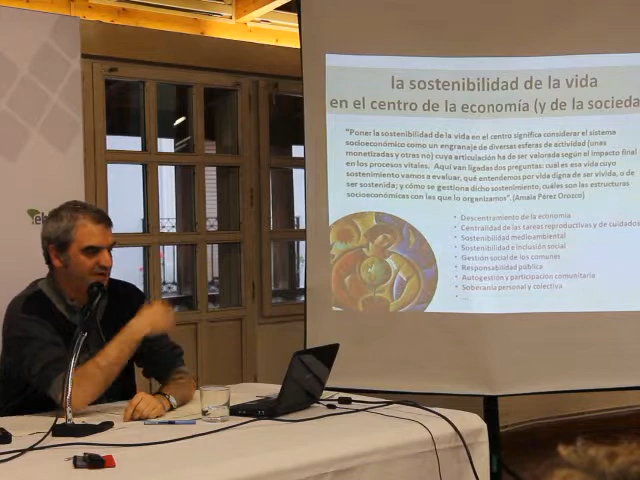 la sostenibilidad de la vida
en el centro de la economía (y de la socieda
"Poner la sostenibilidad de la vida en el centro significa considerar el sistema
socioeconómico como un engranaje de diversas esferas de actividad (unas
monetizadas y otras no) cuya articulación ha de ser valorada según el impacto final
en los procesos vitales. Aquí van ligadas dos preguntas: cuál es esa vida cuyo
sostenimiento vamos a evaluar, qué entendemos por vida digna de ser vivida, o de
ser sostenida; y cómo se gestiona dicho sostenimiento, cuáles son las estructuras
socioeconómicas con las que lo organizamos". (Amaia Pérez Orozco)
• Descentramiento de la economía
• Centralidad de las tareas reproductivas y de cuidados
• Sostenibilidad medioambiental
• Sostenibilidad e inclusión social
• Gestión social de los comunes
• Responsabilidad pública
• Autogestión y participación comunitaria
• Soberanía personal y colectiva
• ...